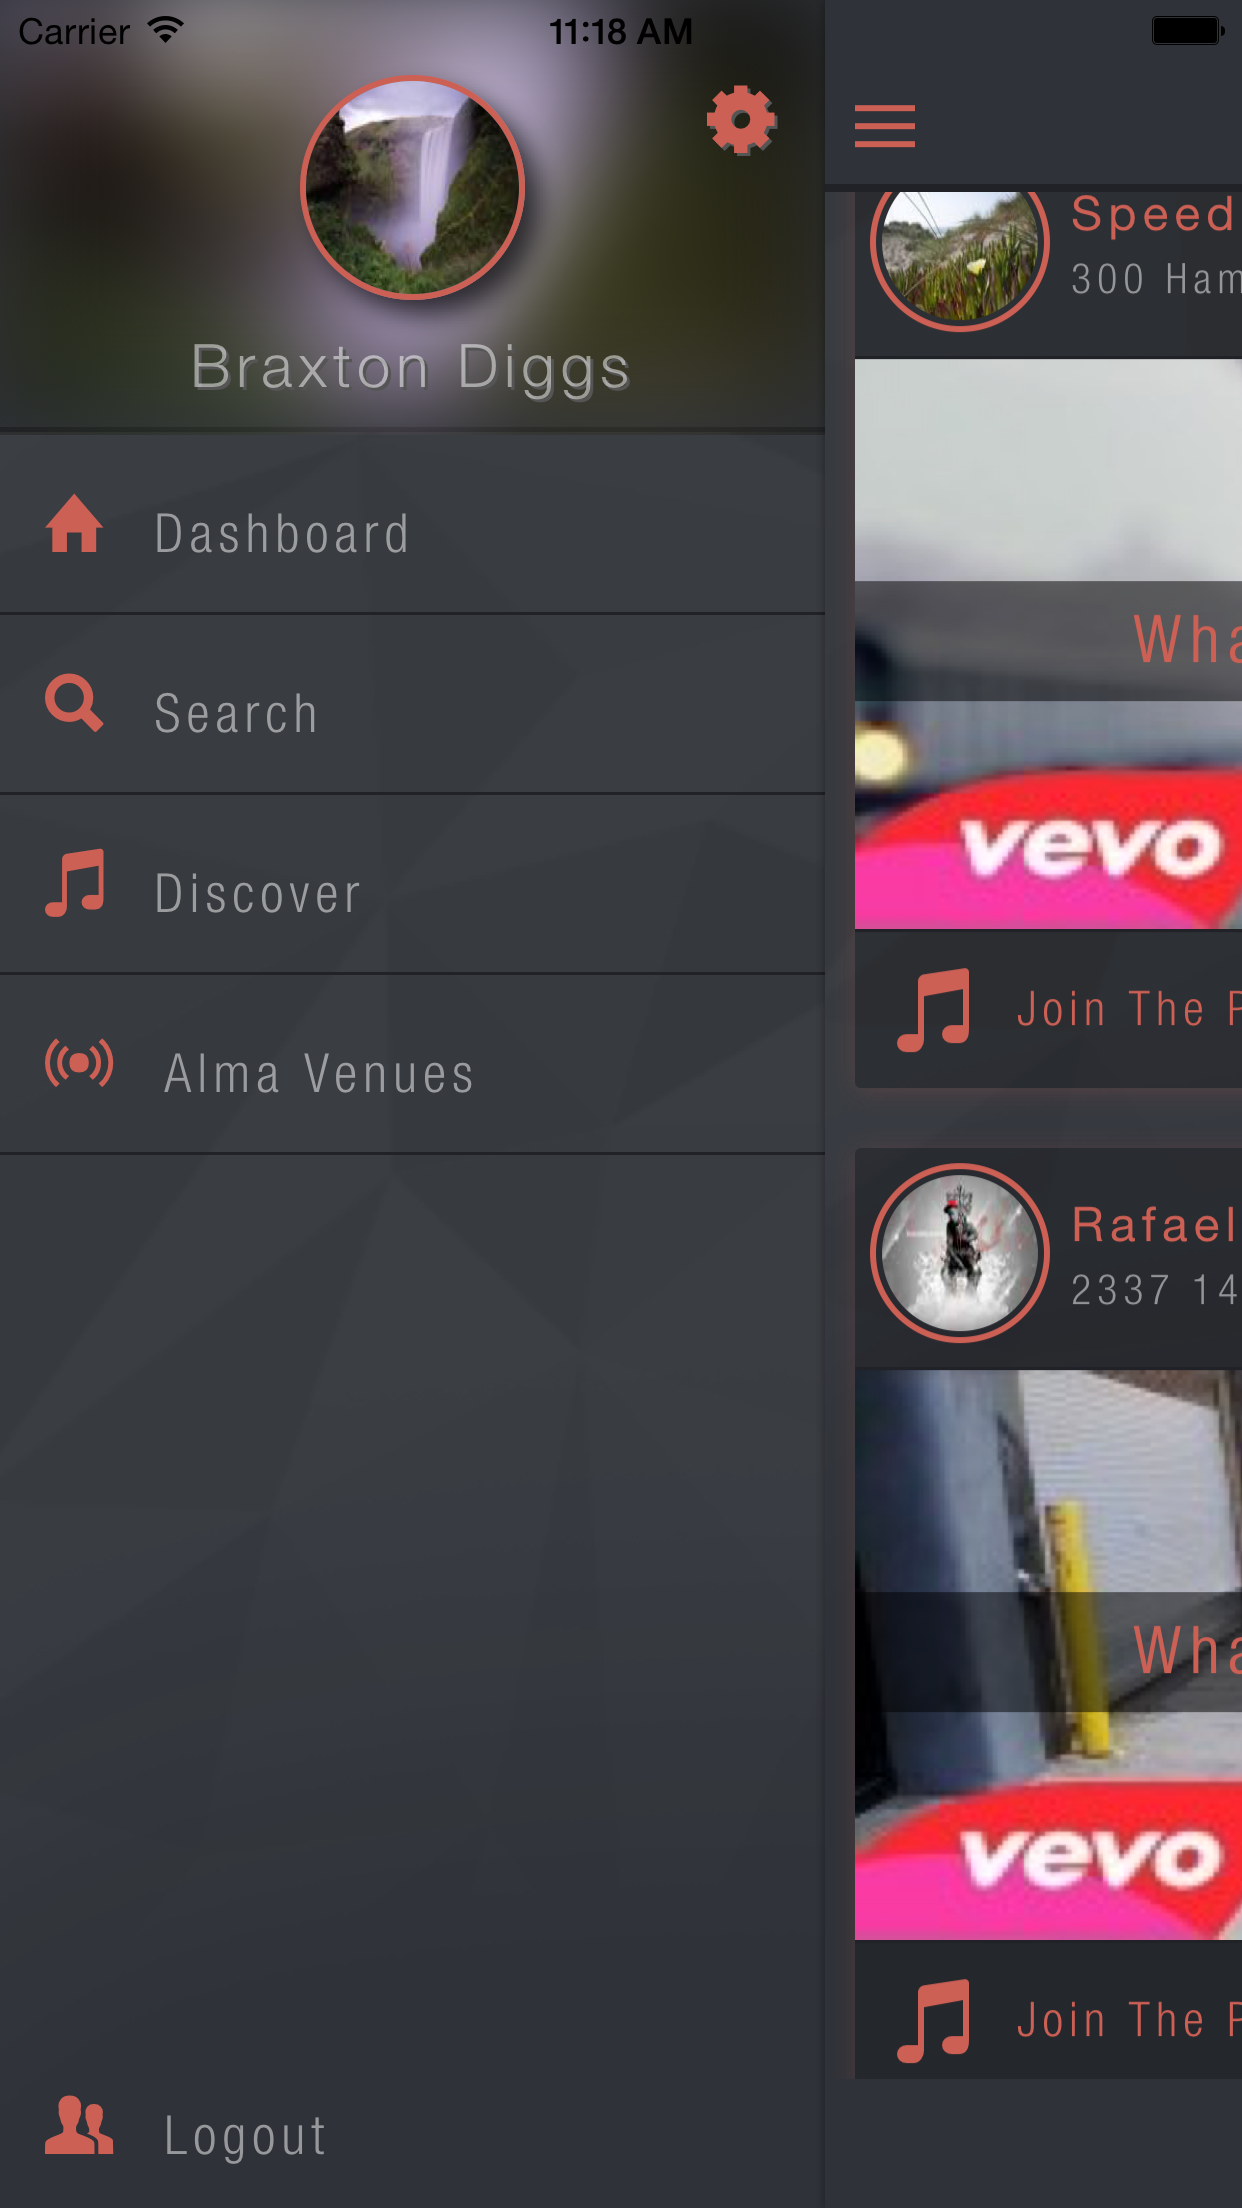 Carrier 11:18 AM
Braxton Diggs
Dashboard
Search
Discover
Alma Venues
Logout
Speed
300 Ham
Wha
vevo
Join The P
Rafael
2337 14
Wha
vevo
Join The P